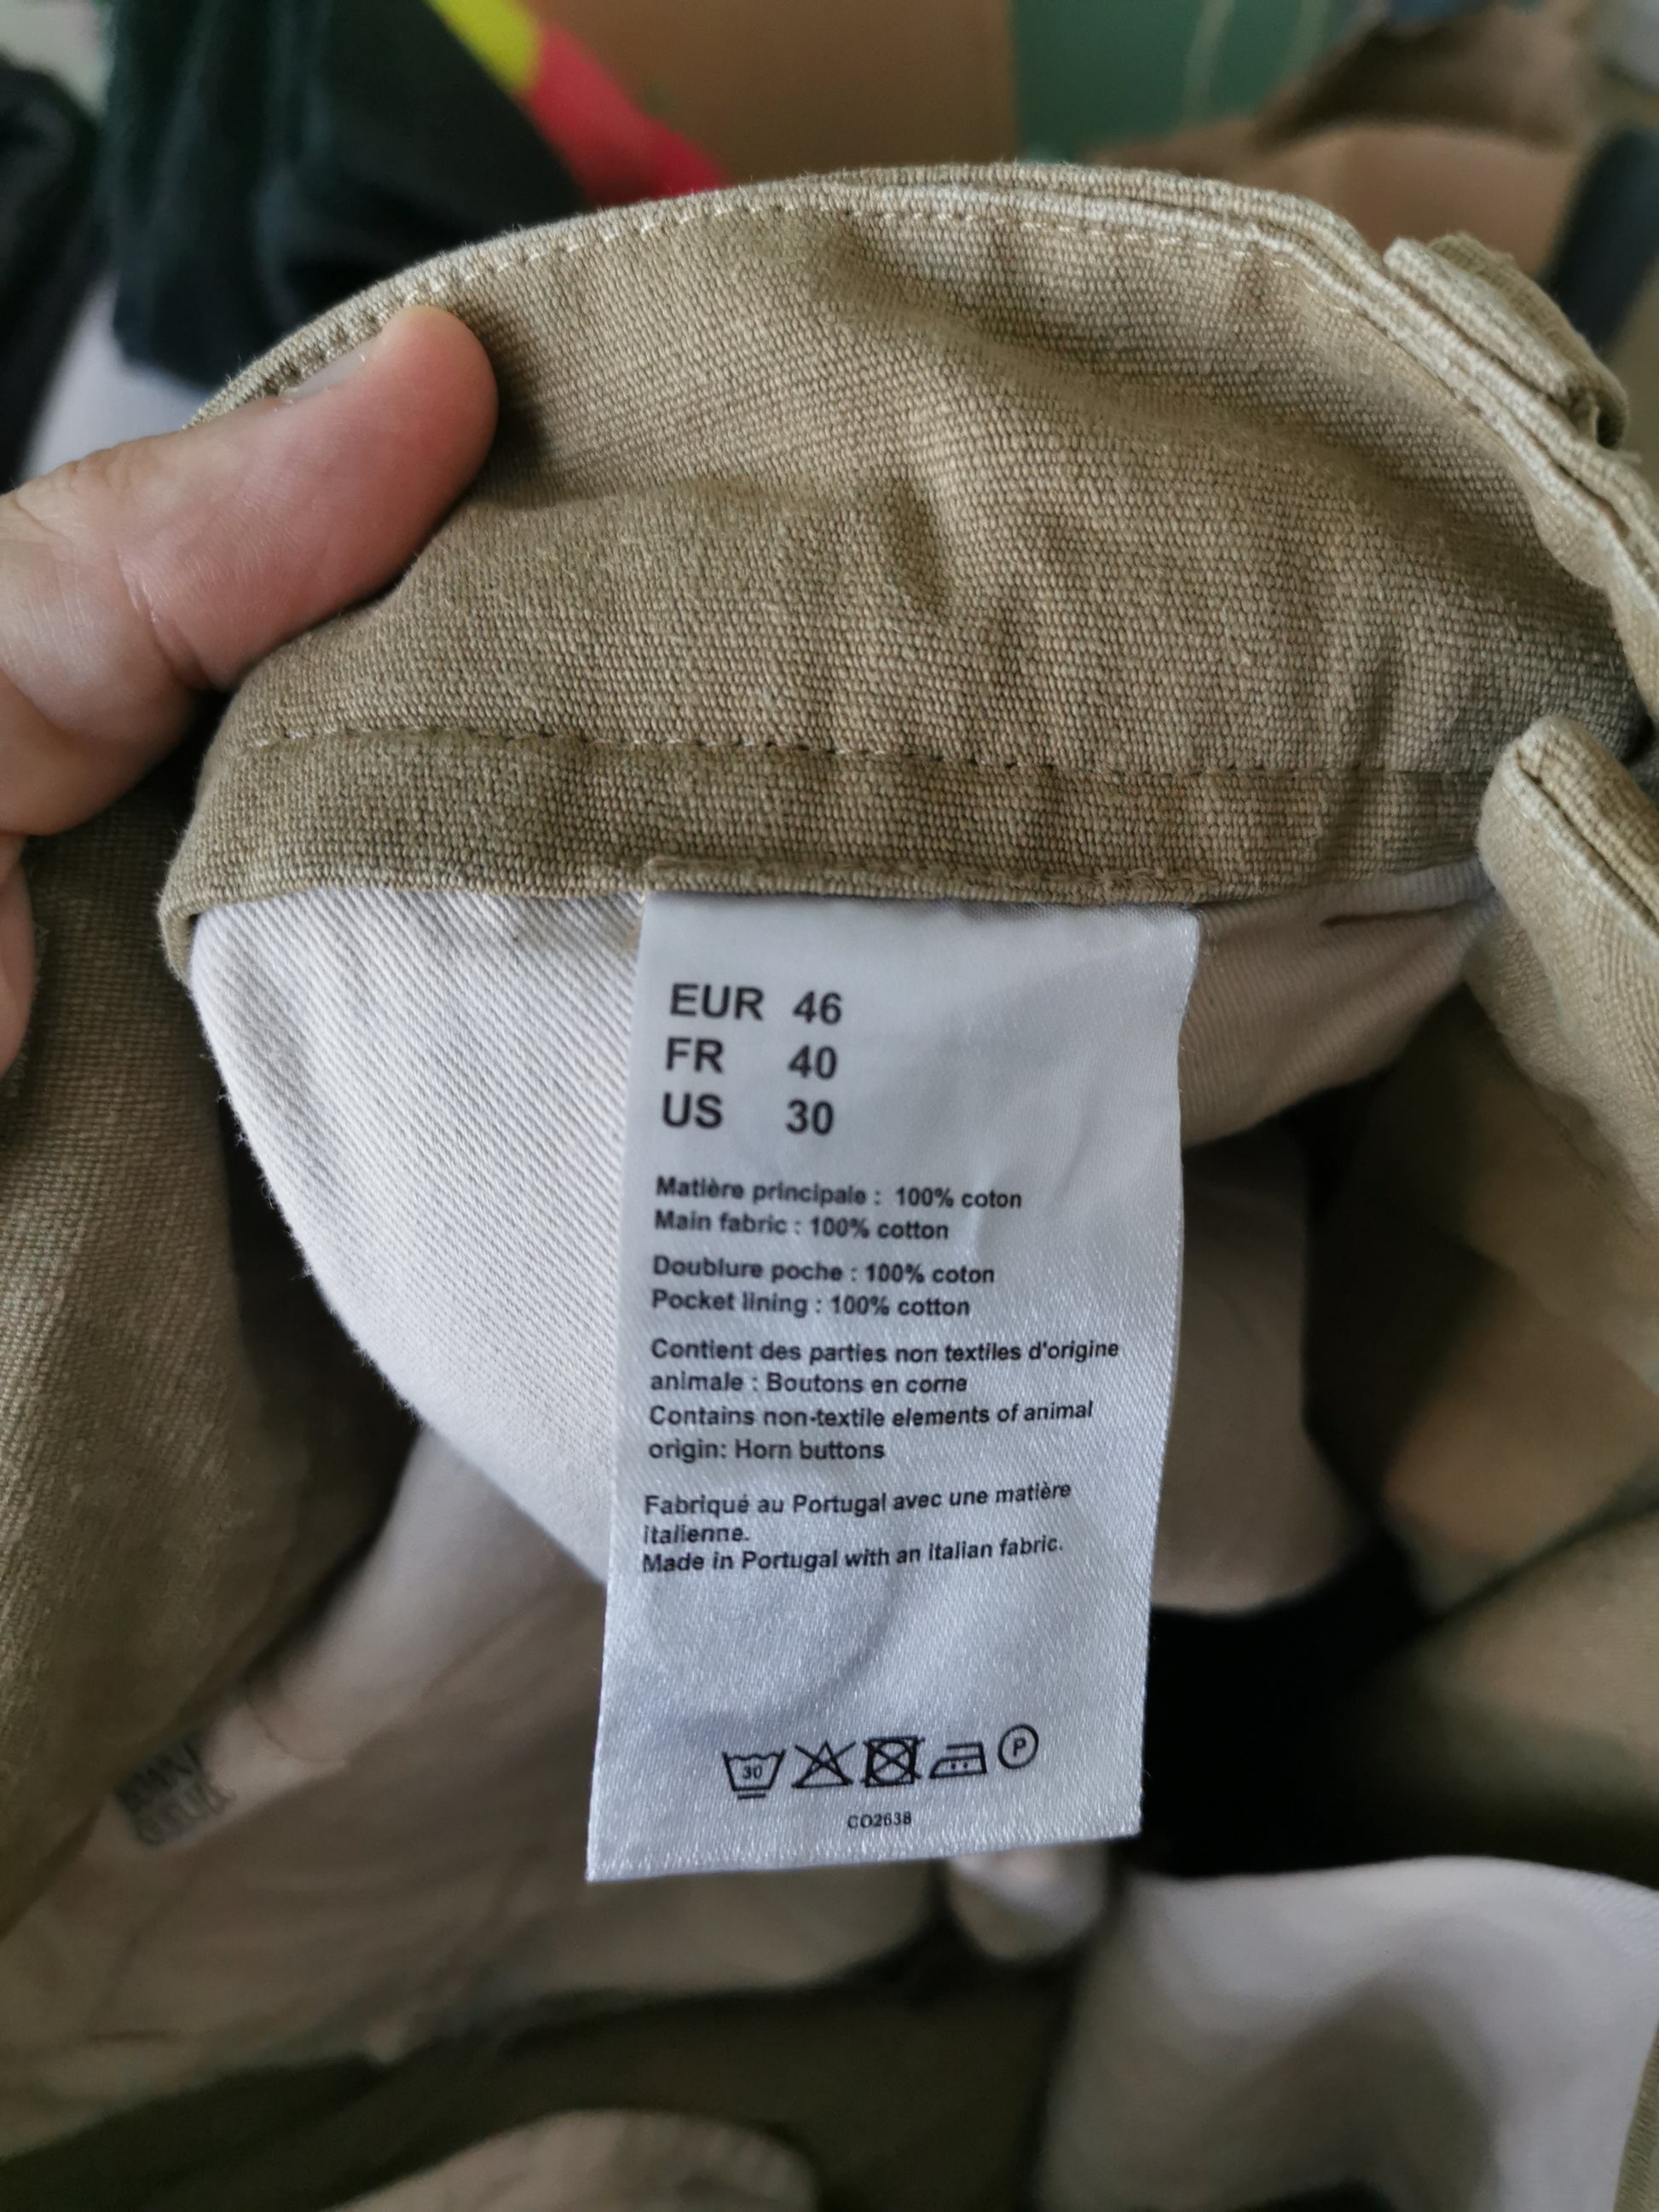 EUR 46
FR 40
US 30
Matière principale : 100% coton
Main fabric : 100% cotton
Doublure poche : 100% coton
Pocket lining : 100% cotton
Contient des parties non textiles d'origine
animale : Boutons en corne
Contains non-textile elements of animal
origin: Horn buttons
Fabriqué au Portugal avec une matière
italienne.
Made in Portugal with an italian fabric.
30 P
CO2638